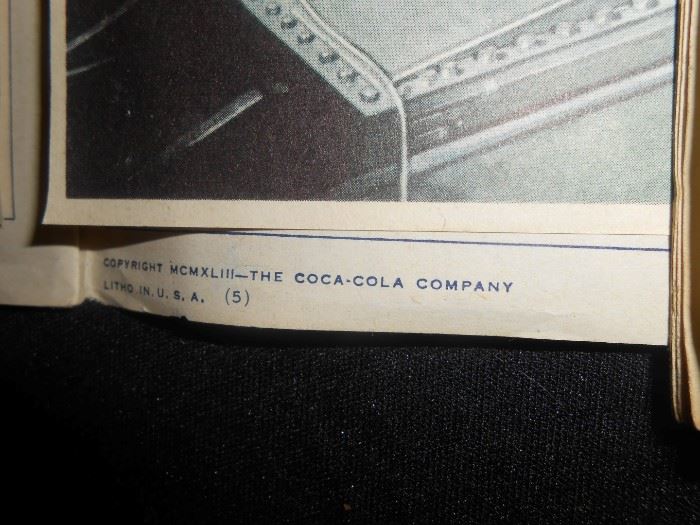 COPYRIGHT MCMXLIII—THE COCA-COLA COMPANY
LITHO IN U. S. A. (5)